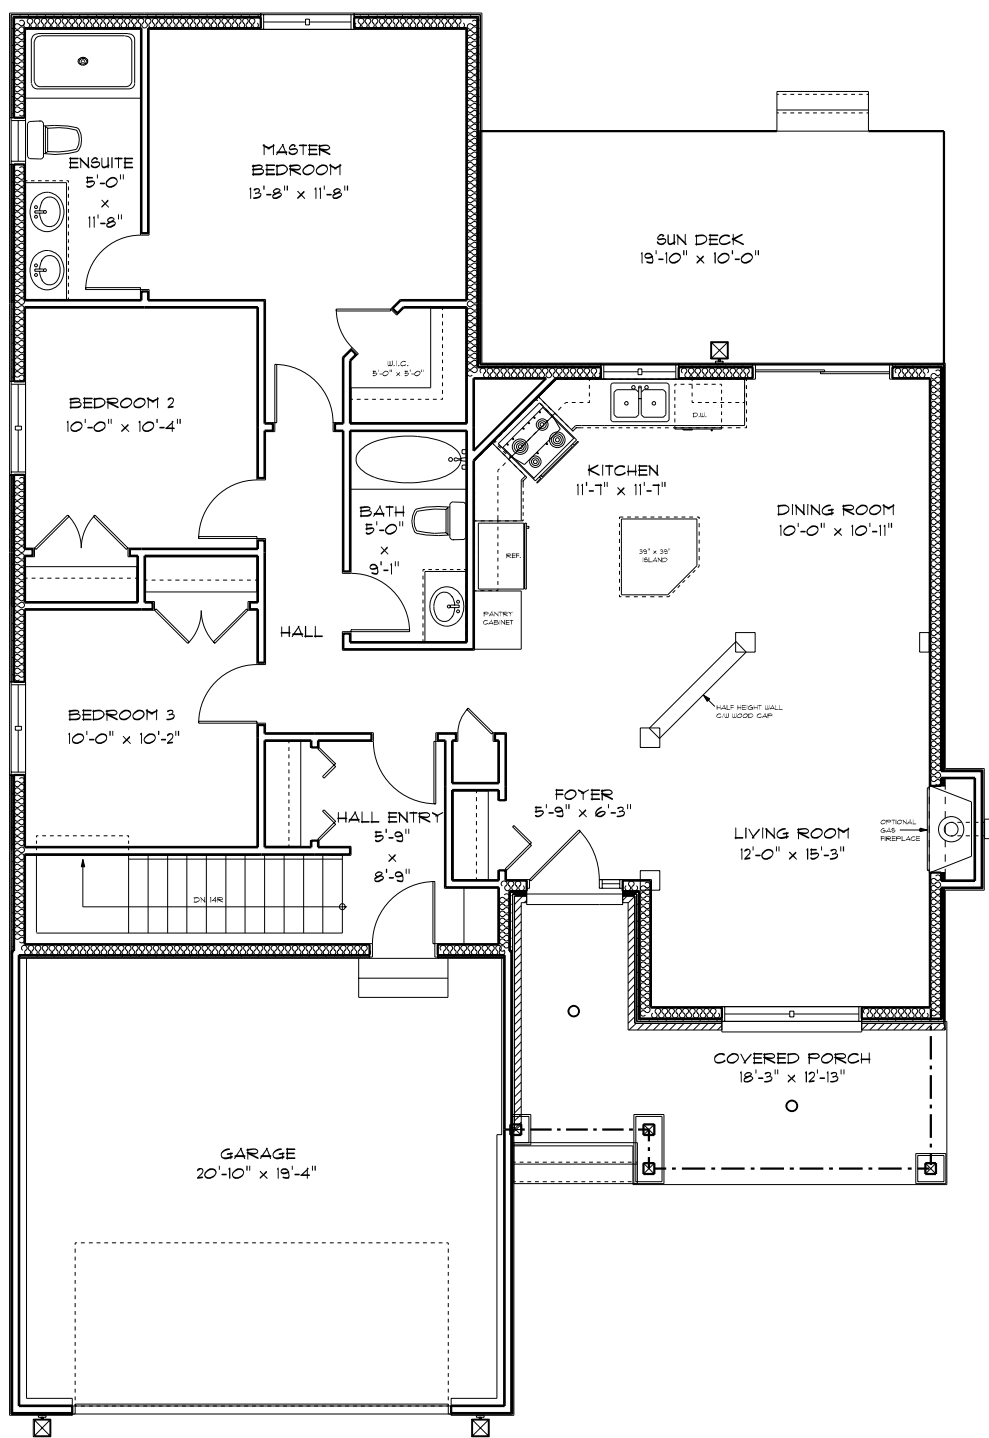 MASTER
BEDROOM
13'-8" x 11'-8"
ENSUITE
5'-0"
x
11'-8"
SUN DECK
19'-10" x 10'-0"
W.I.C.
5'-0" x 5'-0"
BEDROOM 2
10'-0" x 10'-4"
D.W.
KITCHEN
11'-7" x 11'-7"
BATH
5'-0"
x
9'-1"
DINING ROOM
10'-0" x 10'-11"
REF.
39" x 39"
ISLAND
PANTRY
CABINET
HALL
BEDROOM 3
10'-0" x 10'-2"
HALF HEIGHT WALL
C/W WOOD CAP
FOYER
5'-9" x 6'-3"
HALL ENTRY
5'-9"
x
8'-9"
OPTIONAL
GAS
FIREPLACE
LIVING ROOM
12'-0" x 15'-3"
DN 14R
COVERED PORCH
18'-3" x 12'-13"
GARAGE
20'-10" x 19'-4"